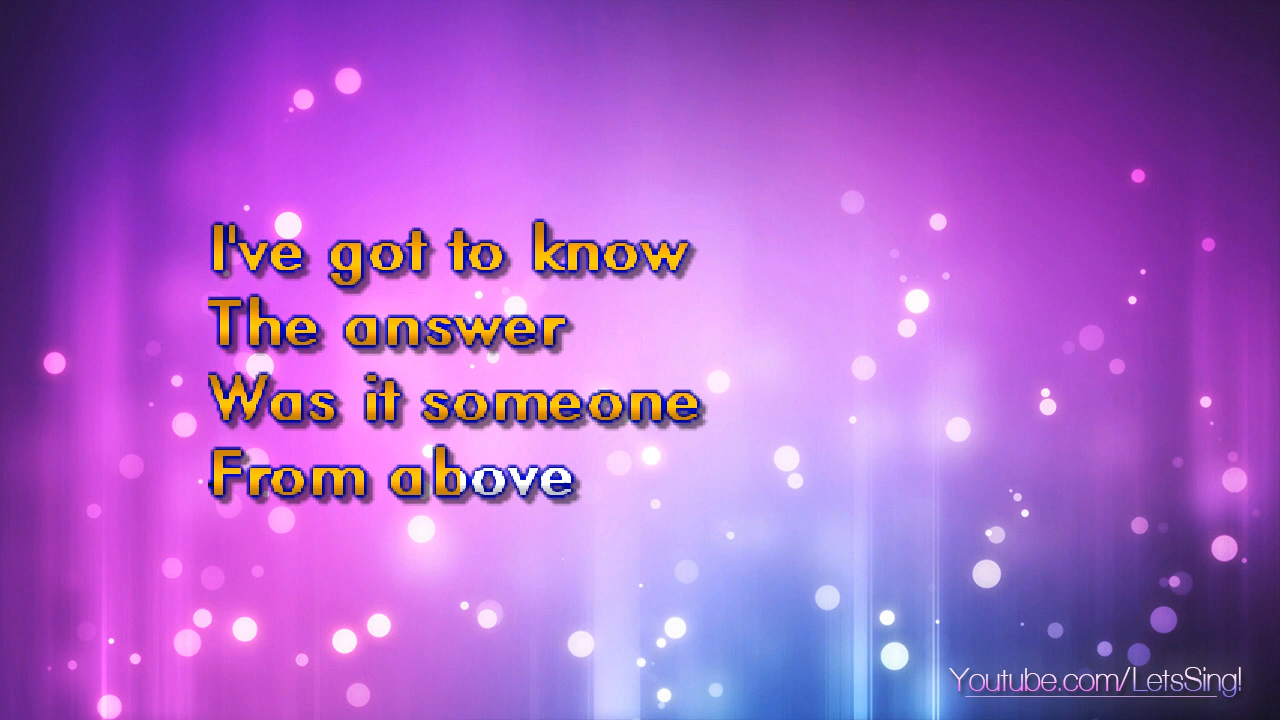 I've got to know
The answer
Was it someone
From above
Youtube.com/LetsSing!